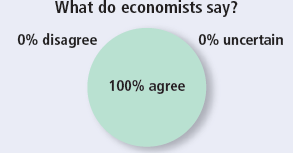 What do economists say?
0% disagree
0% uncertain
100% agree